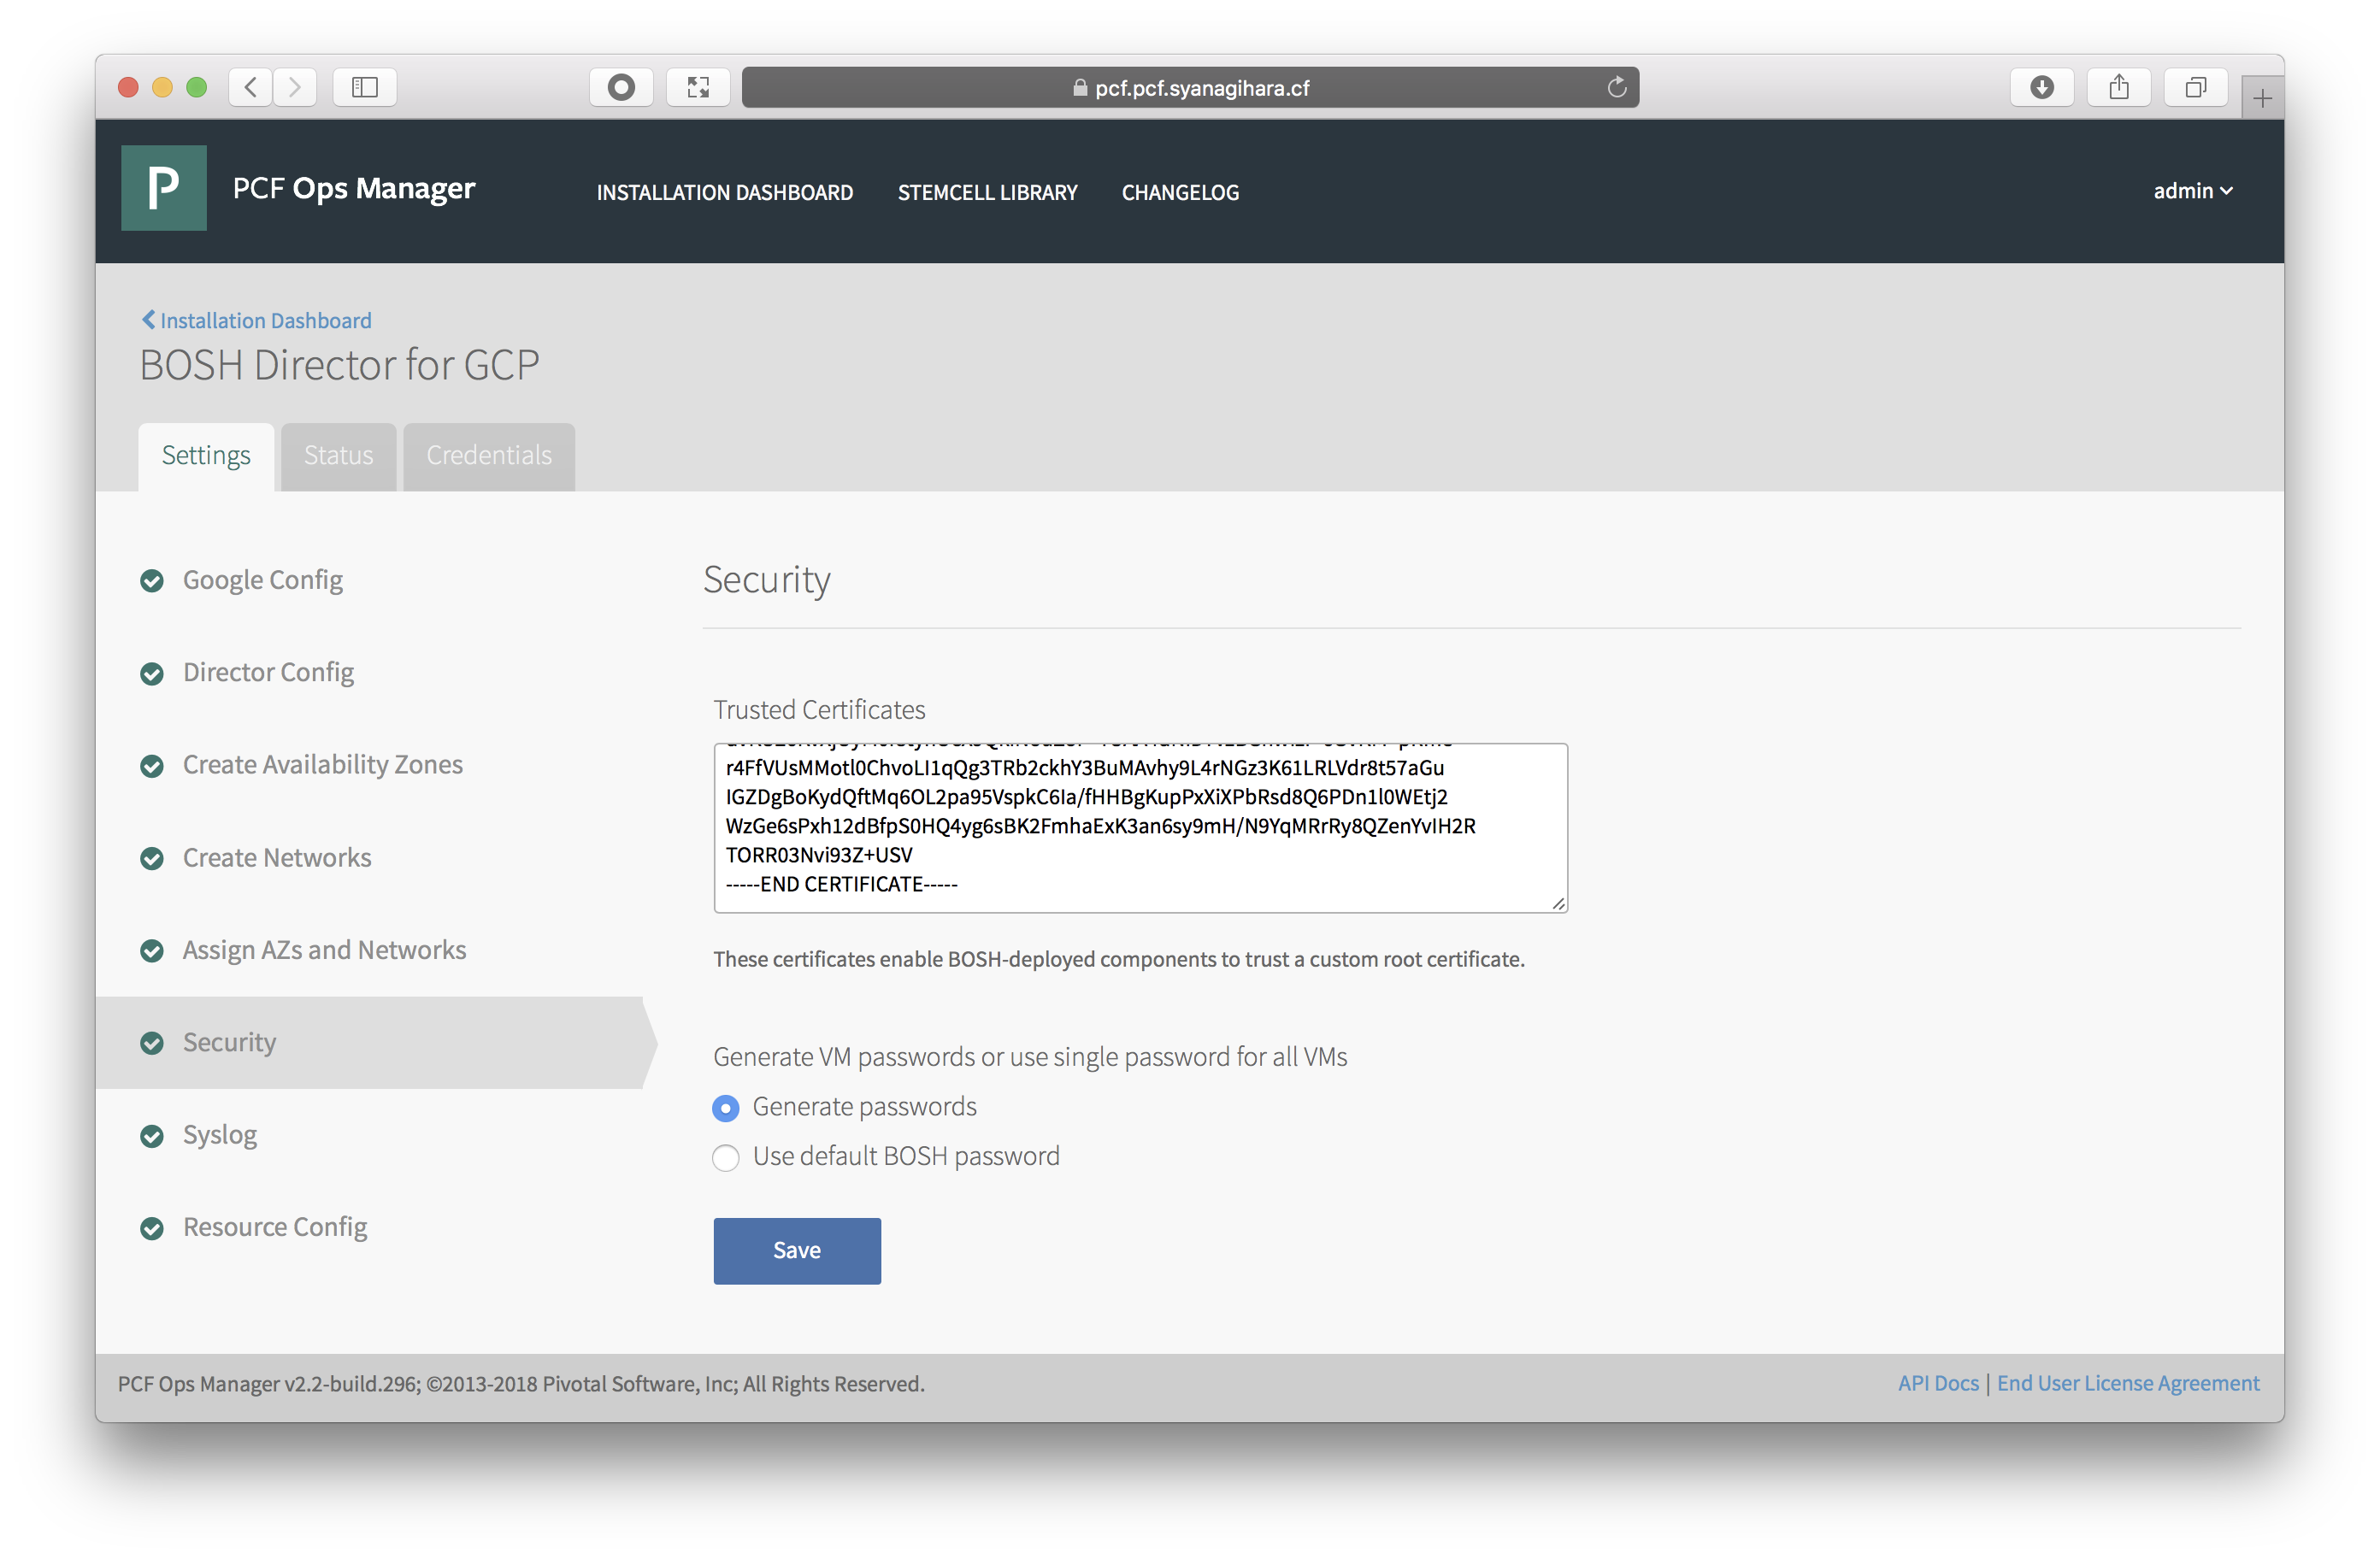 pcf.pcf.syanagihara.cf
P
PCF Ops Manager
INSTALLATION DASHBOARD
STEMCELL LIBRARY
CHANGELOG
admin
Installation Dashboard
BOSH Director for GCP
Settings
Status
Credentials
Google Config
Director Config
Create Availability Zones
Create Networks
Assign AZs and Networks
Security
Syslog
Resource Config
Security
Trusted Certificates
r4FfVUsMMotl0ChvoLI1qQg3TRb2ckhY3BuMAvhy9L4rNGz3K61LRLVdr8t57aGu
IGZDgBoKydQftMq6OL2pa95VspkC6Ia/fHHBgKupPxXiXPbRsd8Q6PDn1l0WEtj2
WzGe6sPxh12dBfpS0HQ4yg6sBK2FmhaExK3an6sy9mH/N9YqMRrRy8QZenYvIH2R
TORR03Nvi93Z+USV
-----END CERTIFICATE-----
These certificates enable BOSH-deployed components to trust a custom root certificate.
Generate VM passwords or use single password for all VMs
Generate passwords
Use default BOSH password
Save
PCF Ops Manager v2.2-build.296; ©2013-2018 Pivotal Software, Inc; All Rights Reserved.
API Docs | End User License Agreement